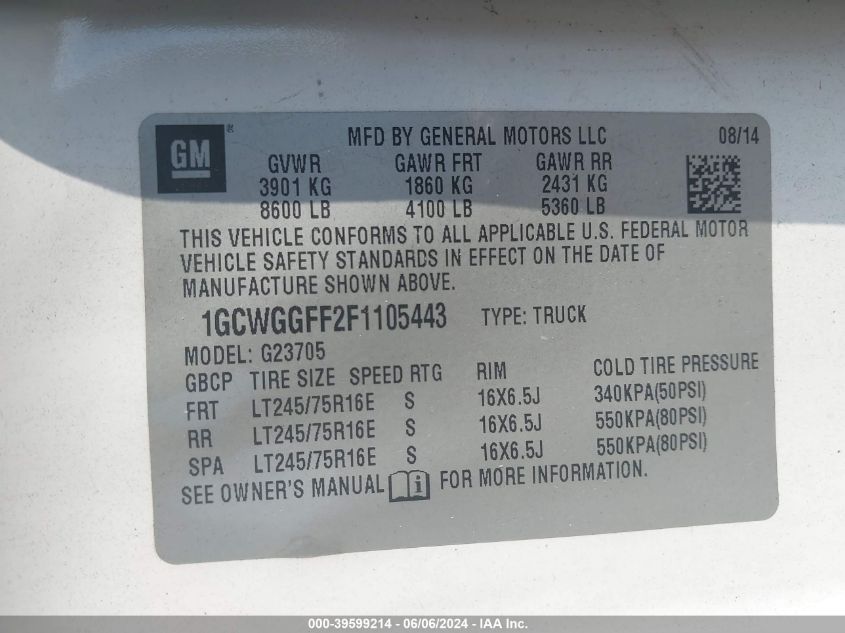 GM ® MFD BY GENERAL MOTORS LLC 08/14
GVWR GAWR FRT GAWR RR
3901 KG 1860 KG 2431 KG
8600 LB 4100 LB 5360 LB
THIS VEHICLE CONFORMS TO ALL APPLICABLE U.S. FEDERAL MOTOR
VEHICLE SAFETY STANDARDS IN EFFECT ON THE DATE OF
MANUFACTURE SHOWN ABOVE.
1GCWGGFF2F1105443 TYPE: TRUCK
MODEL: G23705
GBCP TIRE SIZE SPEED RTG RIM COLD TIRE PRESSURE
FRT LT245/75R16E S 16X6.5J 340KPA(50PSI)
RR LT245/75R16E S 16X6.5J 550KPA(80PSI)
SPA LT245/75R16E S 16X6.5J 550KPA(80PSI)
SEE OWNER'S MANUAL i FOR MORE INFORMATION.
000-39599214 - 06/06/2024 - IAA Inc.